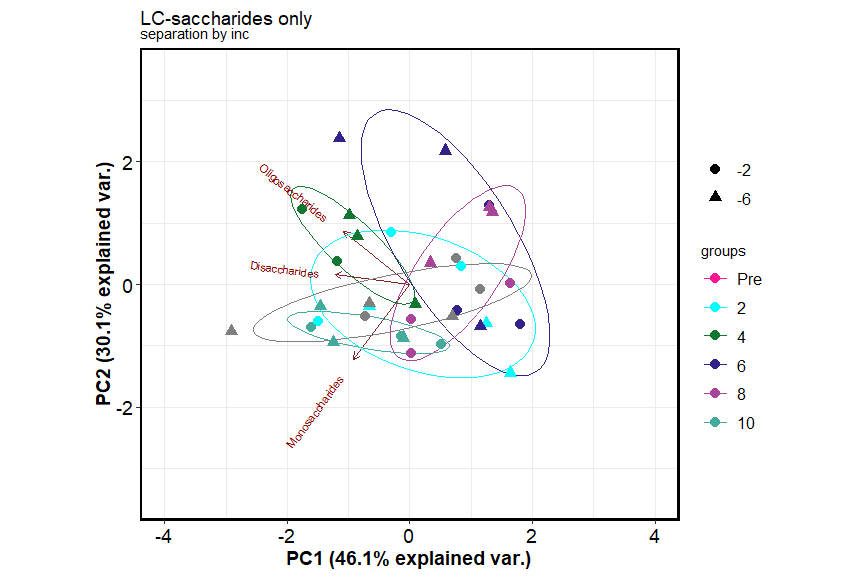 LC-saccharides only
separation by inc
PC2 (30.1% explained var.)
2
0
-2
Oligosaccharides
Disaccharides
Monosaccharides
-4
-2
0
2
4
PC1 (46.1% explained var.)
-2
-6
groups
Pre
2
4
6
8
10